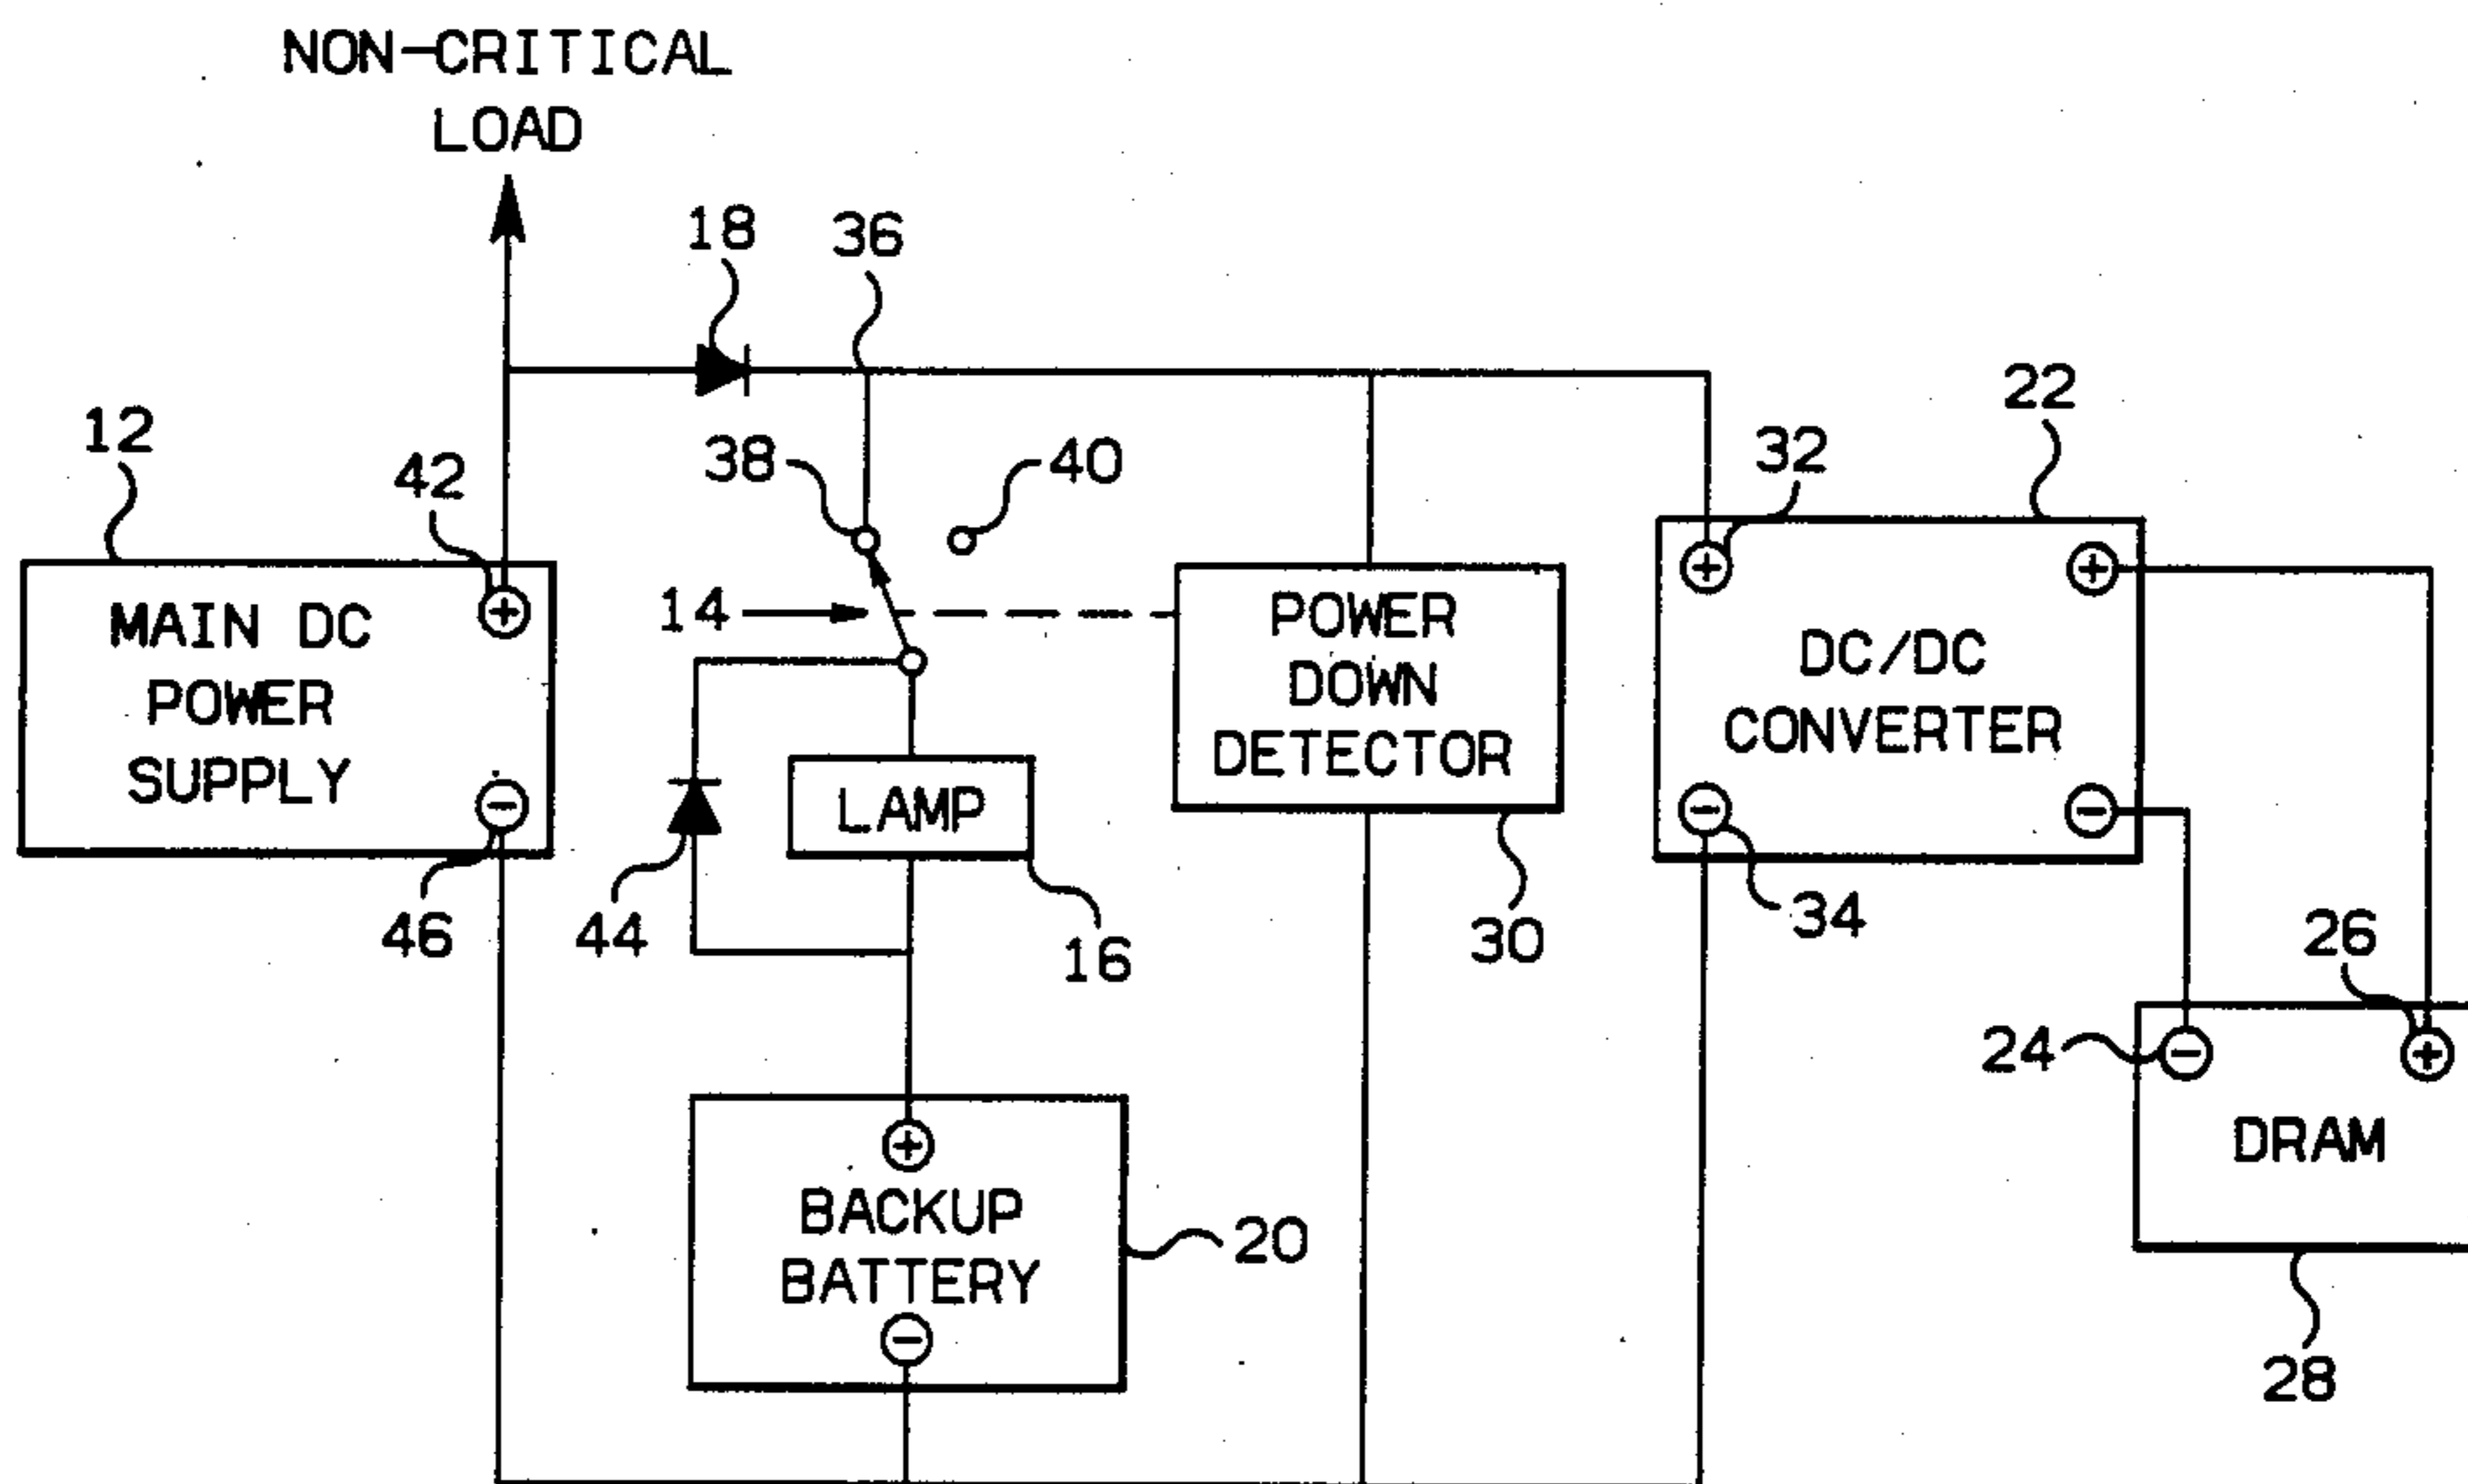 NON-CRITICAL
LOAD
18
36
12
42
38
40
22
32
14
MAIN DC
POWER
SUPPLY
POWER
DOWN
DETECTOR
DC/DC
CONVERTER
LAMP
46
44
16
30
34
26
24
DRAM
BACKUP
BATTERY
20
28